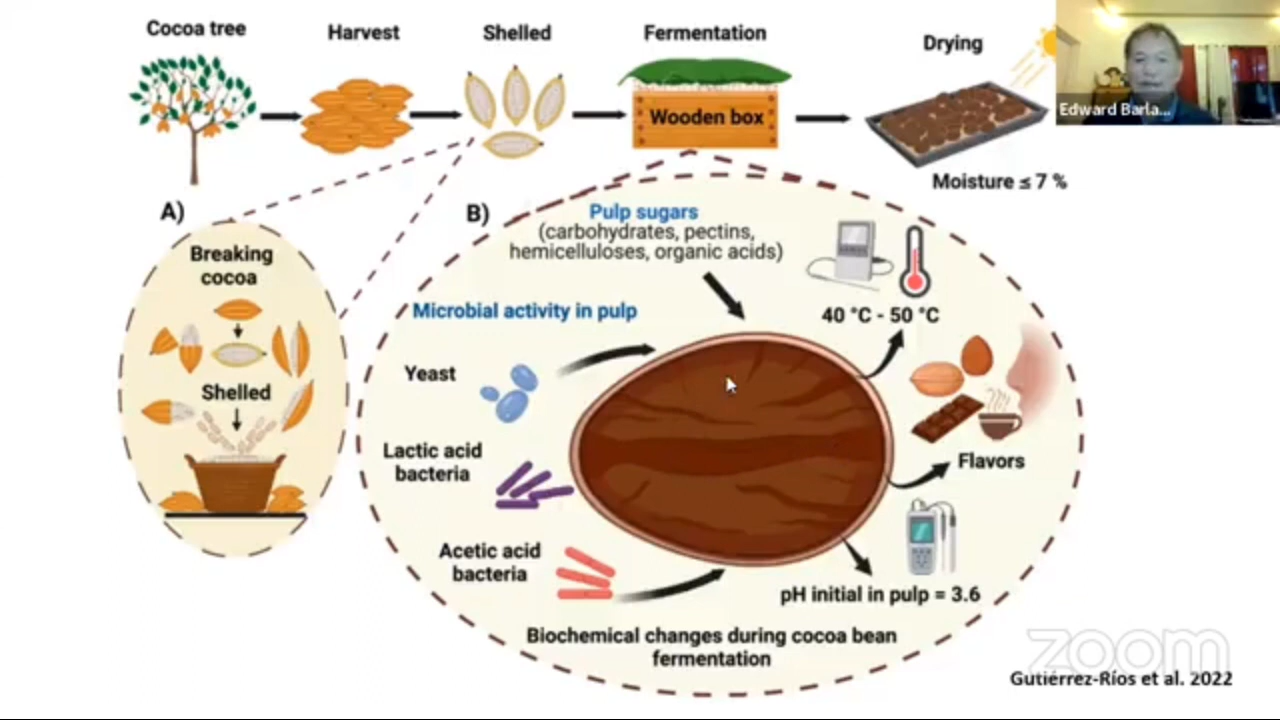 Cocoa tree
Harvest
Shelled
Fermentation
Drying
Wooden box
Edward Barla...
Moisture ≤ 7 %
A)
Breaking
cocoa
Shelled
B)
Pulp sugars
(carbohydrates, pectins,
hemicelluloses, organic acids)
Microbial activity in pulp
40 °C - 50 °C
Yeast
Lactic acid
bacteria
Flavors
Acetic acid
bacteria
pH initial in pulp = 3.6
Biochemical changes during cocoa bean
fermentation
zoom
Gutiérrez-Ríos et al. 2022